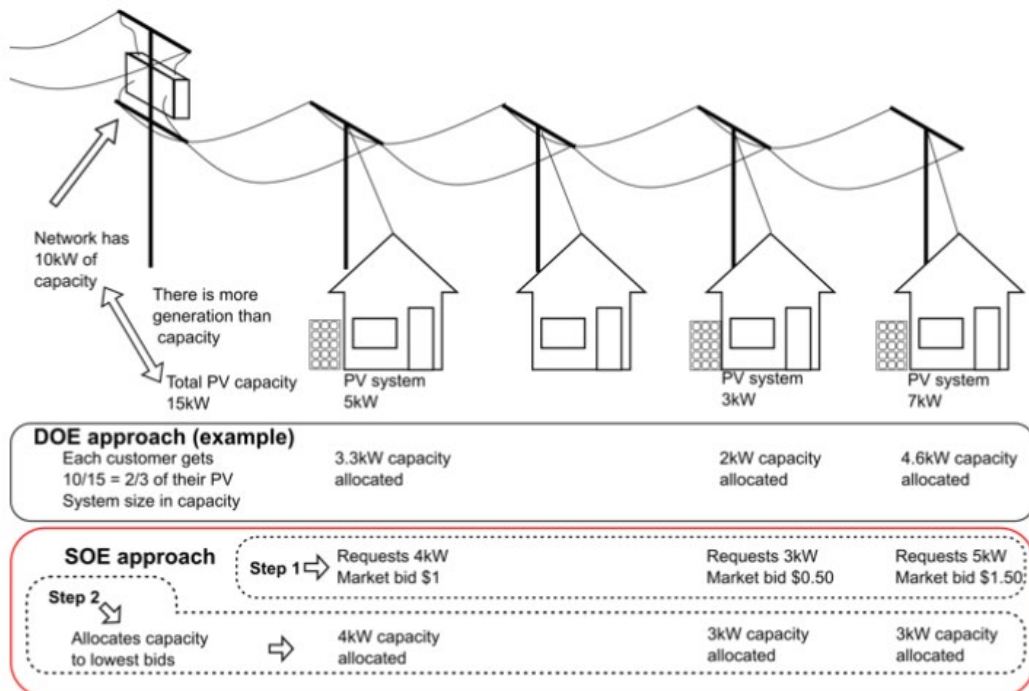 Network has
10kW of
capacity
There is more
generation than
capacity
Total PV capacity
15kW
PV system
5kW
PV system
3kW
PV system
7kW
DOE approach (example)
Each customer gets
10/15 = 2/3 of their PV
System size in capacity
3.3kW capacity
allocated
2kW capacity
allocated
4.6kW capacity
allocated
SOE approach
Step 1
Requests 4kW
Market bid $1
Requests 3kW
Market bid $0.50
Requests 5kW
Market bid $1.50
Step 2
Allocates capacity
to lowest bids
4kW capacity
allocated
3kW capacity
allocated
3kW capacity
allocated